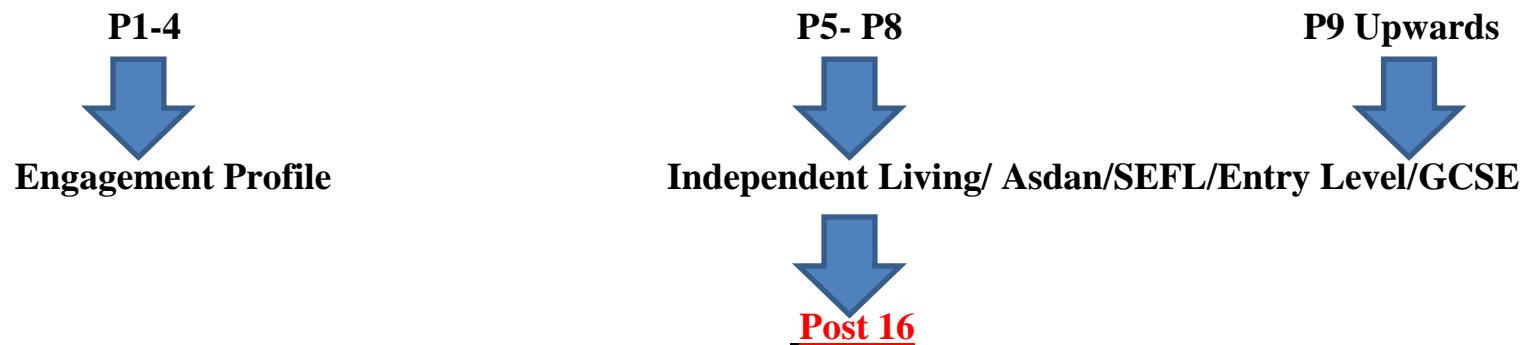 P1-4 P5- P8 P9 Upwards
Engagement Profile Independent Living/ Asdan/SEFL/Entry Level/GCSE
Post 16